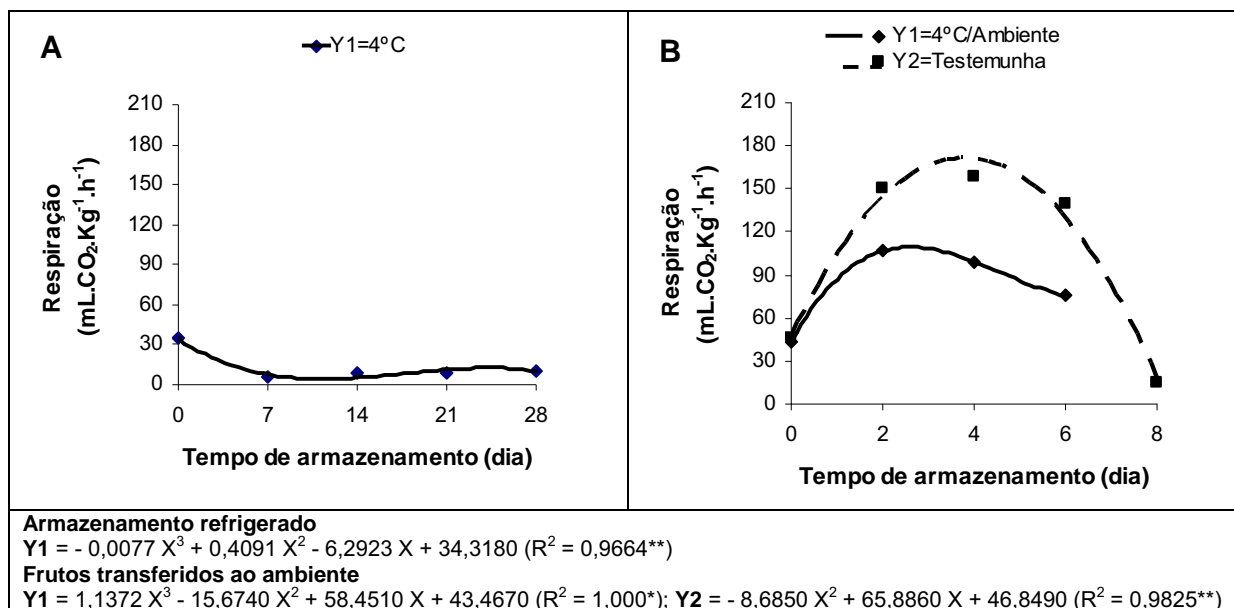 A
Y1=4ºC
Respiração
(mL.CO₂.Kg⁻¹.h⁻¹)
210
180
150
120
90
60
30
0
0 7 14 21 28
Tempo de armazenamento (dia)
B
Y1=4ºC/Ambiente
Y2=Testemunha
Respiração
(mL.CO₂.Kg⁻¹.h⁻¹)
210
180
150
120
90
60
30
0
0 2 4 6 8
Tempo de armazenamento (dia)
Armazenamento refrigerado
Y1 = - 0,0077 X³ + 0,4091 X² - 6,2923 X + 34,3180 (R² = 0,9664**)
Frutos transferidos ao ambiente
Y1 = 1,1372 X³ - 15,6740 X² + 58,4510 X + 43,4670 (R² = 1,000*); Y2 = - 8,6850 X² + 65,8860 X + 46,8490 (R² = 0,9825**)